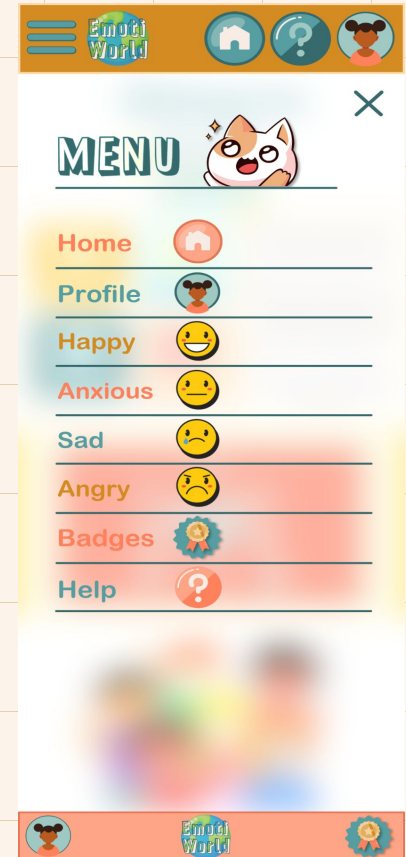 Emoti
World
?
MENU
Home
Profile
Happy
Anxious
Sad
Angry
Badges
Help ?
Emoti
World